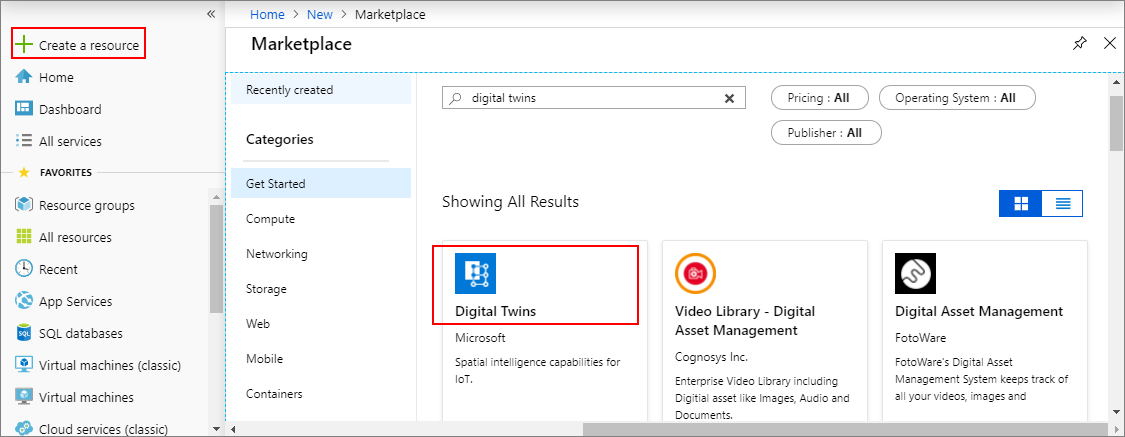 «
Create a resource
Home
Dashboard
All services
FAVORITES
Resource groups
All resources
Recent
App Services
SQL
SQL databases
Virtual machines (classic)
Virtual machines
Cloud services (classic)
Home > New > Marketplace
Marketplace
Recently created
Categories
Get Started
Compute
Networking
Storage
Web
Mobile
Containers
digital twins
Pricing : All
Operating System : All
Publisher : All
Showing All Results
Digital Twins
Microsoft
Spatial intelligence capabilities for
IoT.
Video Library - Digital
Asset Management
Cognosys Inc.
Enterprise Video Library including
Digitial asset like Images, Audio and
Documents.
Digital Asset Management
FotoWare
FotoWare's Digital Asset
Management System keeps track of
all your videos, images and